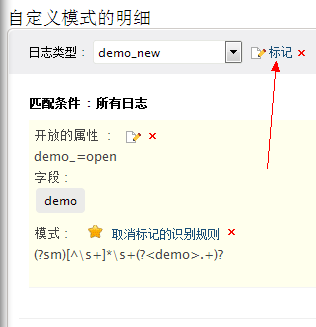 自定义模式的明细
日志类型： demo_new 标记
匹配条件 ：所有日志
开放的属性 ：
demo_=open
字段 ：
demo
模式 ： 取消标记的识别规则
(?sm)[^\s+]*\s+(?<demo>.+)?